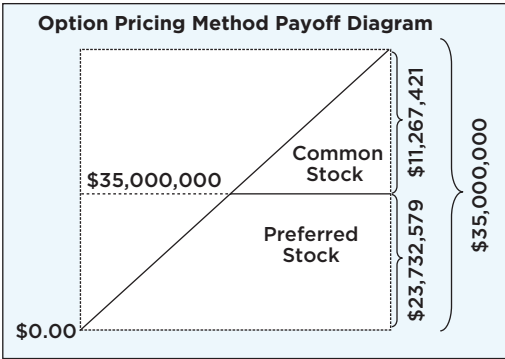 Option Pricing Method Payoff Diagram
$35,000,000
Common
Stock
Preferred
Stock
$0.00
$11,267,421
$23,732,579
$35,000,000